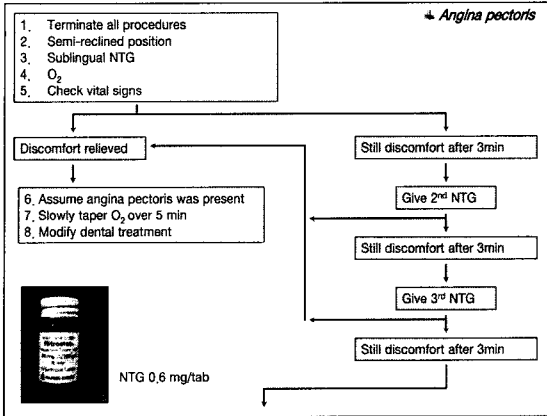 ⚘ Angina pectoris
1. Terminate all procedures
2. Semi-reclined position
3. Sublingual NTG
4. O₂
5. Check vital signs
Discomfort relieved
Still discomfort after 3min
6. Assume angina pectoris was present
7. Slowly taper O₂ over 5 min
8. Modify dental treatment
Give 2ⁿᵈ NTG
Still discomfort after 3min
Give 3ʳᵈ NTG
Still discomfort after 3min
NTG 0.6 mg/tab